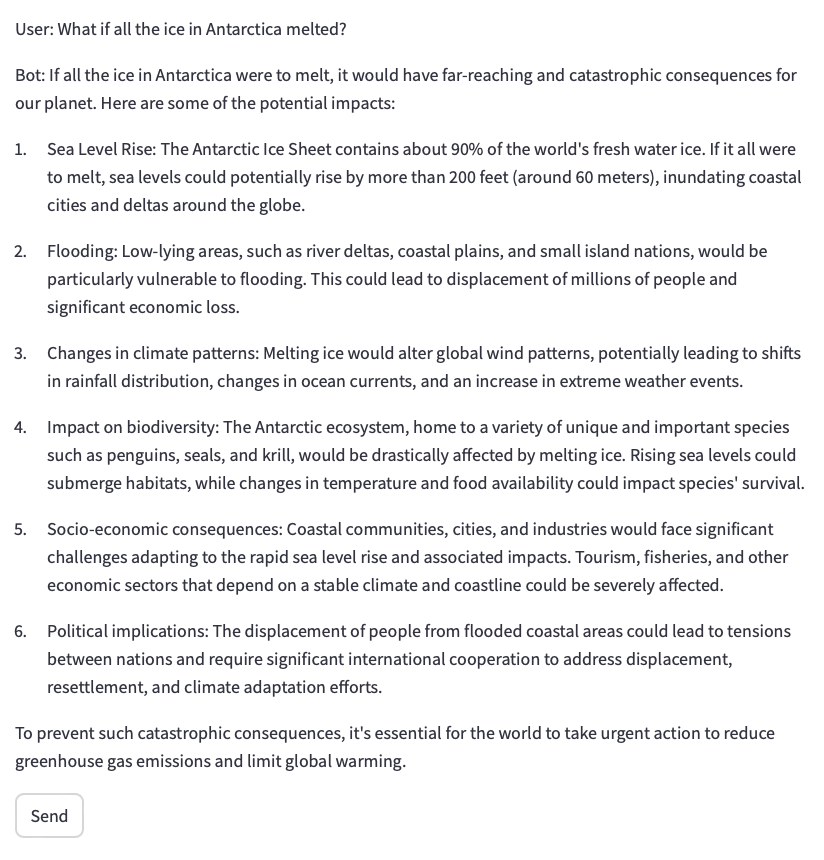 User: What if all the ice in Antarctica melted?
Bot: If all the ice in Antarctica were to melt, it would have far-reaching and catastrophic consequences for
our planet. Here are some of the potential impacts:
1. Sea Level Rise: The Antarctic Ice Sheet contains about 90% of the world's fresh water ice. If it all were
to melt, sea levels could potentially rise by more than 200 feet (around 60 meters), inundating coastal
cities and deltas around the globe.
2. Flooding: Low-lying areas, such as river deltas, coastal plains, and small island nations, would be
particularly vulnerable to flooding. This could lead to displacement of millions of people and
significant economic loss.
3. Changes in climate patterns: Melting ice would alter global wind patterns, potentially leading to shifts
in rainfall distribution, changes in ocean currents, and an increase in extreme weather events.
4. Impact on biodiversity: The Antarctic ecosystem, home to a variety of unique and important species
such as penguins, seals, and krill, would be drastically affected by melting ice. Rising sea levels could
submerge habitats, while changes in temperature and food availability could impact species' survival.
5. Socio-economic consequences: Coastal communities, cities, and industries would face significant
challenges adapting to the rapid sea level rise and associated impacts. Tourism, fisheries, and other
economic sectors that depend on a stable climate and coastline could be severely affected.
6. Political implications: The displacement of people from flooded coastal areas could lead to tensions
between nations and require significant international cooperation to address displacement,
resettlement, and climate adaptation efforts.
To prevent such catastrophic consequences, it's essential for the world to take urgent action to reduce
greenhouse gas emissions and limit global warming.
Send